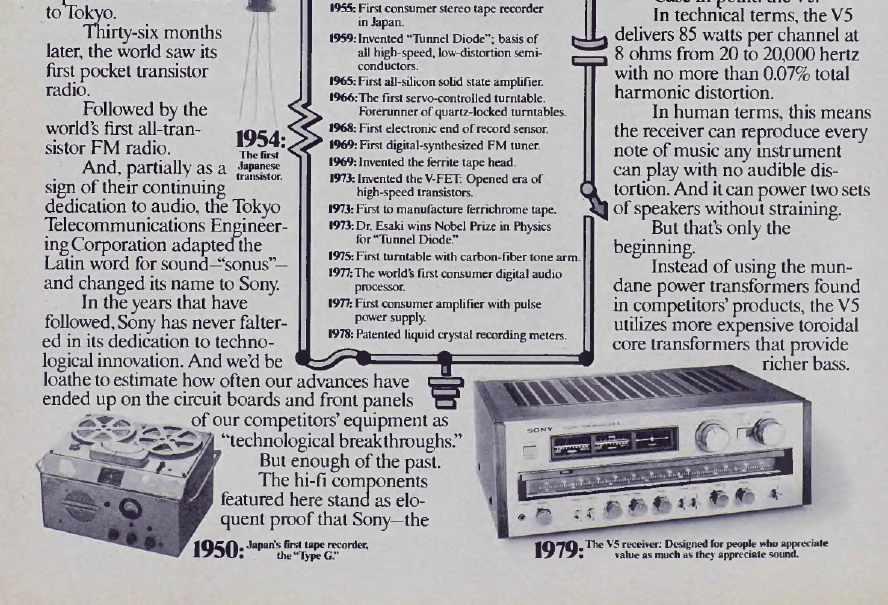 to Tokyo.
Thirty-six months
later, the world saw its
first pocket transistor
radio.
Followed by the
world's first all-tran-
sistor FM radio.
And, partially as a
sign of their continuing
dedication to audio, the Tokyo
Telecommunications Engineer-
ing Corporation adapted the
Latin word for sound—"sonus"—
and changed its name to Sony.
In the years that have
followed, Sony has never falter-
ed in its dedication to techno-
logical innovation. And we'd be
loathe to estimate how often our advances have
ended up on the circuit boards and front panels
of our competitors' equipment as
"technological breakthroughs."
But enough of the past.
The hi-fi components
featured here stand as elo-
quent proof that Sony—the
1954:
The first
Japanese
transistor.
1955: First consumer stereo tape recorder
in Japan.
1959: Invented "Tunnel Diode"; basis of
all high-speed, low-distortion semi-
conductors.
1965: First all-silicon solid state amplifier.
1966: The first servo-controlled turntable.
Forerunner of quartz-locked turntables.
1968: First electronic end of record sensor.
1969: First digital-synthesized FM tuner.
1969: Invented the ferrite tape head.
1973: Invented the V-FET: Opened era of
high-speed transistors.
1973: First to manufacture ferrichrome tape.
1973: Dr. Esaki wins Nobel Prize in Physics
for "Tunnel Diode."
1975: First turntable with carbon-fiber tone arm.
1977: The world's first consumer digital audio
processor.
1977: First consumer amplifier with pulse
power supply.
1978: Patented liquid crystal recording meters.
In technical terms, the V5
delivers 85 watts per channel at
8 ohms from 20 to 20,000 hertz
with no more than 0.07% total
harmonic distortion.
In human terms, this means
the receiver can reproduce every
note of music any instrument
can play with no audible dis-
tortion. And it can power two sets
of speakers without straining.
But that's only the
beginning.
Instead of using the mun-
dane power transformers found
in competitors' products, the V5
utilizes more expensive toroidal
core transformers that provide
richer bass.
SONY
1950: Japan's first tape recorder,
the "Type G."
1979: The V5 receiver: Designed for people who appreciate
value as much as they appreciate sound.